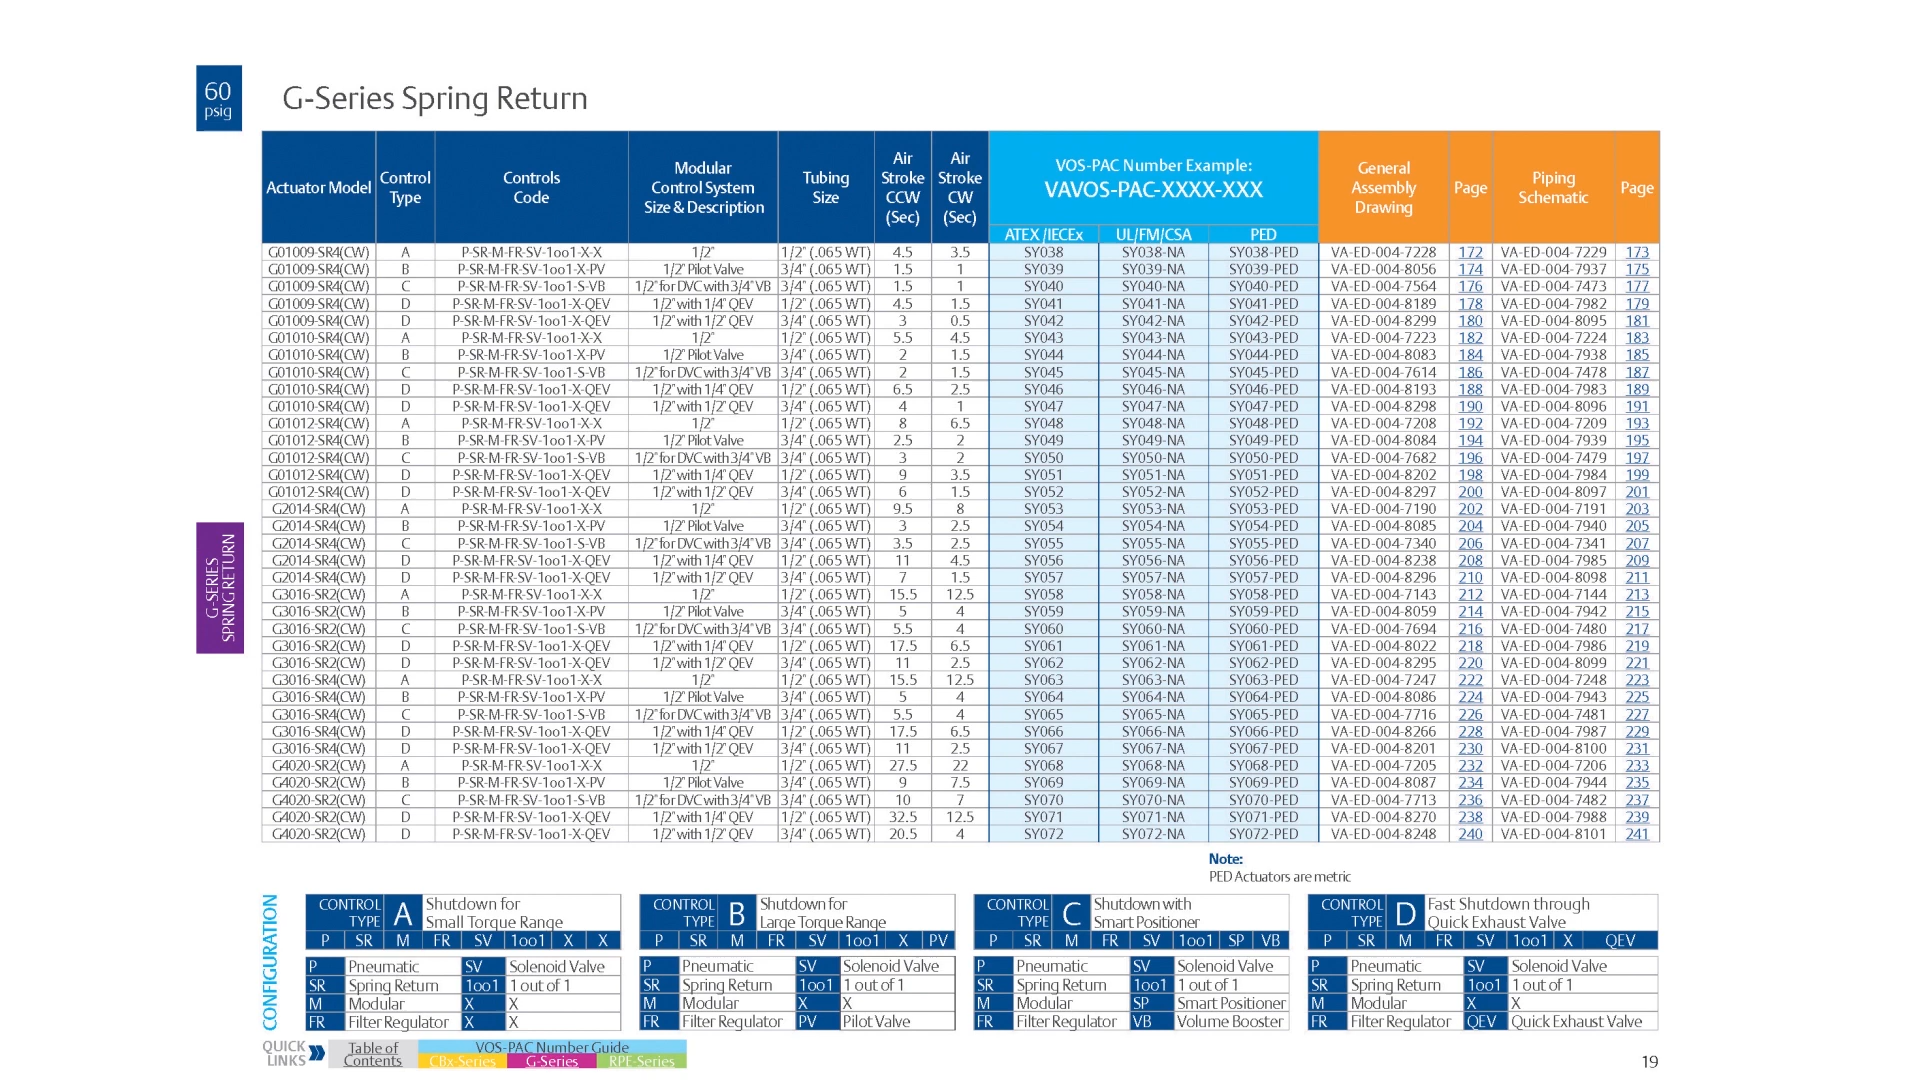 60
psig
G-Series Spring Return
Actuator Model Control Type Controls Code Modular Control System Size & Description Tubing Size Air Stroke CCW (Sec) Air Stroke CW (Sec) VOS-PAC Number Example: VAVOS-PAC-XXXX-XXX General Assembly Drawing Page Piping Schematic Page
ATEX /IECEx UL/FM/CSA PED
G01009-SR4(CW) A P-SR-M-FR-SV-1oo1-X-X 1/2" 1/2" (.065 WT) 4.5 3.5 SY038 SY038-NA SY038-PED VA-ED-004-7228 172 VA-ED-004-7229 173
G01009-SR4(CW) B P-SR-M-FR-SV-1oo1-X-PV 1/2" Pilot Valve 3/4" (.065 WT) 1.5 1 SY039 SY039-NA SY039-PED VA-ED-004-8056 174 VA-ED-004-7937 175
G01009-SR4(CW) C P-SR-M-FR-SV-1oo1-S-VB 1/2" for DVC with 3/4" VB 3/4" (.065 WT) 1.5 1 SY040 SY040-NA SY040-PED VA-ED-004-7564 176 VA-ED-004-7473 177
G01009-SR4(CW) D P-SR-M-FR-SV-1oo1-X-QEV 1/2" with 1/4" QEV 1/2" (.065 WT) 4.5 1.5 SY041 SY041-NA SY041-PED VA-ED-004-8189 178 VA-ED-004-7982 179
G01009-SR4(CW) D P-SR-M-FR-SV-1oo1-X-QEV 1/2" with 1/2" QEV 3/4" (.065 WT) 3 0.5 SY042 SY042-NA SY042-PED VA-ED-004-8299 180 VA-ED-004-8095 181
G01010-SR4(CW) A P-SR-M-FR-SV-1oo1-X-X 1/2" 1/2" (.065 WT) 5.5 4.5 SY043 SY043-NA SY043-PED VA-ED-004-7223 182 VA-ED-004-7224 183
G01010-SR4(CW) B P-SR-M-FR-SV-1oo1-X-PV 1/2" Pilot Valve 3/4" (.065 WT) 2 1.5 SY044 SY044-NA SY044-PED VA-ED-004-8083 184 VA-ED-004-7938 185
G01010-SR4(CW) C P-SR-M-FR-SV-1oo1-S-VB 1/2" for DVC with 3/4" VB 3/4" (.065 WT) 2 1.5 SY045 SY045-NA SY045-PED VA-ED-004-7614 186 VA-ED-004-7478 187
G01010-SR4(CW) D P-SR-M-FR-SV-1oo1-X-QEV 1/2" with 1/4" QEV 1/2" (.065 WT) 6.5 2.5 SY046 SY046-NA SY046-PED VA-ED-004-8193 188 VA-ED-004-7983 189
G01010-SR4(CW) D P-SR-M-FR-SV-1oo1-X-QEV 1/2" with 1/2" QEV 3/4" (.065 WT) 4 1 SY047 SY047-NA SY047-PED VA-ED-004-8298 190 VA-ED-004-8096 191
G01012-SR4(CW) A P-SR-M-FR-SV-1oo1-X-X 1/2" 1/2" (.065 WT) 8 6.5 SY048 SY048-NA SY048-PED VA-ED-004-7208 192 VA-ED-004-7209 193
G01012-SR4(CW) B P-SR-M-FR-SV-1oo1-X-PV 1/2" Pilot Valve 3/4" (.065 WT) 2.5 2 SY049 SY049-NA SY049-PED VA-ED-004-8084 194 VA-ED-004-7939 195
G01012-SR4(CW) C P-SR-M-FR-SV-1oo1-S-VB 1/2" for DVC with 3/4" VB 3/4" (.065 WT) 3 2 SY050 SY050-NA SY050-PED VA-ED-004-7682 196 VA-ED-004-7479 197
G01012-SR4(CW) D P-SR-M-FR-SV-1oo1-X-QEV 1/2" with 1/4" QEV 1/2" (.065 WT) 9 3.5 SY051 SY051-NA SY051-PED VA-ED-004-8202 198 VA-ED-004-7984 199
G01012-SR4(CW) D P-SR-M-FR-SV-1oo1-X-QEV 1/2" with 1/2" QEV 3/4" (.065 WT) 6 1.5 SY052 SY052-NA SY052-PED VA-ED-004-8297 200 VA-ED-004-8097 201
G2014-SR4(CW) A P-SR-M-FR-SV-1oo1-X-X 1/2" 1/2" (.065 WT) 9.5 8 SY053 SY053-NA SY053-PED VA-ED-004-7190 202 VA-ED-004-7191 203
G2014-SR4(CW) B P-SR-M-FR-SV-1oo1-X-PV 1/2" Pilot Valve 3/4" (.065 WT) 3 2.5 SY054 SY054-NA SY054-PED VA-ED-004-8085 204 VA-ED-004-7940 205
G2014-SR4(CW) C P-SR-M-FR-SV-1oo1-S-VB 1/2" for DVC with 3/4" VB 3/4" (.065 WT) 3.5 2.5 SY055 SY055-NA SY055-PED VA-ED-004-7340 206 VA-ED-004-7341 207
G2014-SR4(CW) D P-SR-M-FR-SV-1oo1-X-QEV 1/2" with 1/4" QEV 1/2" (.065 WT) 11 4.5 SY056 SY056-NA SY056-PED VA-ED-004-8238 208 VA-ED-004-7985 209
G2014-SR4(CW) D P-SR-M-FR-SV-1oo1-X-QEV 1/2" with 1/2" QEV 3/4" (.065 WT) 7 1.5 SY057 SY057-NA SY057-PED VA-ED-004-8296 210 VA-ED-004-8098 211
G3016-SR2(CW) A P-SR-M-FR-SV-1oo1-X-X 1/2" 1/2" (.065 WT) 15.5 12.5 SY058 SY058-NA SY058-PED VA-ED-004-7143 212 VA-ED-004-7144 213
G3016-SR2(CW) B P-SR-M-FR-SV-1oo1-X-PV 1/2" Pilot Valve 3/4" (.065 WT) 5 4 SY059 SY059-NA SY059-PED VA-ED-004-8059 214 VA-ED-004-7942 215
G3016-SR2(CW) C P-SR-M-FR-SV-1oo1-S-VB 1/2" for DVC with 3/4" VB 3/4" (.065 WT) 5.5 4 SY060 SY060-NA SY060-PED VA-ED-004-7694 216 VA-ED-004-7480 217
G3016-SR2(CW) D P-SR-M-FR-SV-1oo1-X-QEV 1/2" with 1/4" QEV 1/2" (.065 WT) 17.5 6.5 SY061 SY061-NA SY061-PED VA-ED-004-8022 218 VA-ED-004-7986 219
G3016-SR2(CW) D P-SR-M-FR-SV-1oo1-X-QEV 1/2" with 1/2" QEV 3/4" (.065 WT) 11 2.5 SY062 SY062-NA SY062-PED VA-ED-004-8295 220 VA-ED-004-8099 221
G3016-SR4(CW) A P-SR-M-FR-SV-1oo1-X-X 1/2" 1/2" (.065 WT) 15.5 12.5 SY063 SY063-NA SY063-PED VA-ED-004-7247 222 VA-ED-004-7248 223
G3016-SR4(CW) B P-SR-M-FR-SV-1oo1-X-PV 1/2" Pilot Valve 3/4" (.065 WT) 5 4 SY064 SY064-NA SY064-PED VA-ED-004-8086 224 VA-ED-004-7943 225
G3016-SR4(CW) C P-SR-M-FR-SV-1oo1-S-VB 1/2" for DVC with 3/4" VB 3/4" (.065 WT) 5.5 4 SY065 SY065-NA SY065-PED VA-ED-004-7716 226 VA-ED-004-7481 227
G3016-SR4(CW) D P-SR-M-FR-SV-1oo1-X-QEV 1/2" with 1/4" QEV 1/2" (.065 WT) 17.5 6.5 SY066 SY066-NA SY066-PED VA-ED-004-8266 228 VA-ED-004-7987 229
G3016-SR4(CW) D P-SR-M-FR-SV-1oo1-X-QEV 1/2" with 1/2" QEV 3/4" (.065 WT) 11 2.5 SY067 SY067-NA SY067-PED VA-ED-004-8201 230 VA-ED-004-8100 231
G4020-SR2(CW) A P-SR-M-FR-SV-1oo1-X-X 1/2" 1/2" (.065 WT) 27.5 22 SY068 SY068-NA SY068-PED VA-ED-004-7205 232 VA-ED-004-7206 233
G4020-SR2(CW) B P-SR-M-FR-SV-1oo1-X-PV 1/2" Pilot Valve 3/4" (.065 WT) 9 7.5 SY069 SY069-NA SY069-PED VA-ED-004-8087 234 VA-ED-004-7944 235
G4020-SR2(CW) C P-SR-M-FR-SV-1oo1-S-VB 1/2" for DVC with 3/4" VB 3/4" (.065 WT) 10 7 SY070 SY070-NA SY070-PED VA-ED-004-7713 236 VA-ED-004-7482 237
G4020-SR2(CW) D P-SR-M-FR-SV-1oo1-X-QEV 1/2" with 1/4" QEV 1/2" (.065 WT) 32.5 12.5 SY071 SY071-NA SY071-PED VA-ED-004-8270 238 VA-ED-004-7988 239
G4020-SR2(CW) D P-SR-M-FR-SV-1oo1-X-QEV 1/2" with 1/2" QEV 3/4" (.065 WT) 20.5 4 SY072 SY072-NA SY072-PED VA-ED-004-8248 240 VA-ED-004-8101 241
G-SERIES
SPRING RETURN
Note:
PED Actuators are metric
CONFIGURATION
CONTROL TYPE A Shutdown for Small Torque Range
P SR M FR SV 1oo1 X X
P Pneumatic SV Solenoid Valve
SR Spring Return 1oo1 1 out of 1
M Modular X X
FR Filter Regulator X X
CONTROL TYPE B Shutdown for Large Torque Range
P SR M FR SV 1oo1 X PV
P Pneumatic SV Solenoid Valve
SR Spring Return 1oo1 1 out of 1
M Modular X X
FR Filter Regulator PV Pilot Valve
CONTROL TYPE C Shutdown with Smart Positioner
P SR M FR SV 1oo1 SP VB
P Pneumatic SV Solenoid Valve
SR Spring Return 1oo1 1 out of 1
M Modular SP Smart Positioner
FR Filter Regulator VB Volume Booster
CONTROL TYPE D Fast Shutdown through Quick Exhaust Valve
P SR M FR SV 1oo1 X QEV
P Pneumatic SV Solenoid Valve
SR Spring Return 1oo1 1 out of 1
M Modular X X
FR Filter Regulator QEV Quick Exhaust Valve
QUICK LINKS
Table of Contents
VOS-PAC Number Guide
CBx-Series G-Series RPE-Series
19